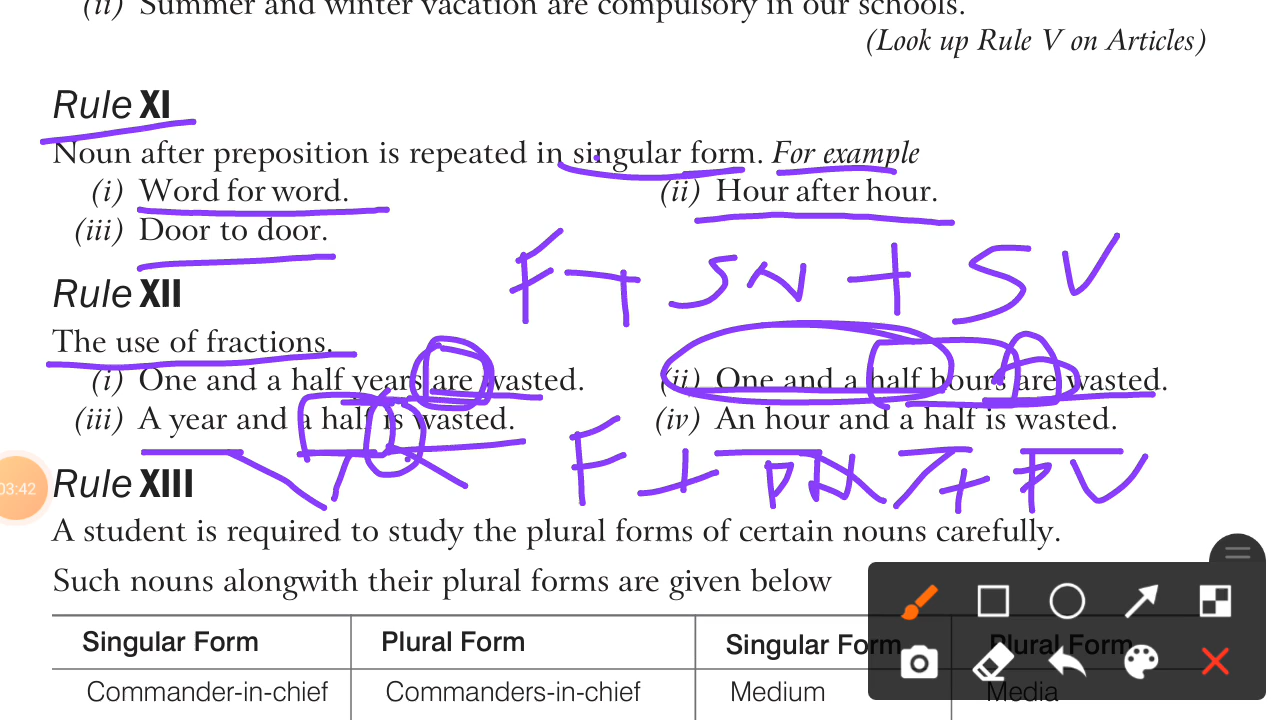 (ii) Summer and winter vacation are compulsory in our schools.
(Look up Rule V on Articles)
Rule XI
Noun after preposition is repeated in singular form. For example
(i) Word for word. (ii) Hour after hour.
(iii) Door to door.
F + SN + SV
Rule XII
The use of fractions.
(i) One and a half years are wasted. (ii) One and a half hours are wasted.
(iii) A year and a half is wasted. (iv) An hour and a half is wasted.
F + PN + PV
03:42
Rule XIII
A student is required to study the plural forms of certain nouns carefully.
Such nouns alongwith their plural forms are given below
Singular Form Plural Form Singular Form Plural Form
Commander-in-chief Commanders-in-chief Medium Media